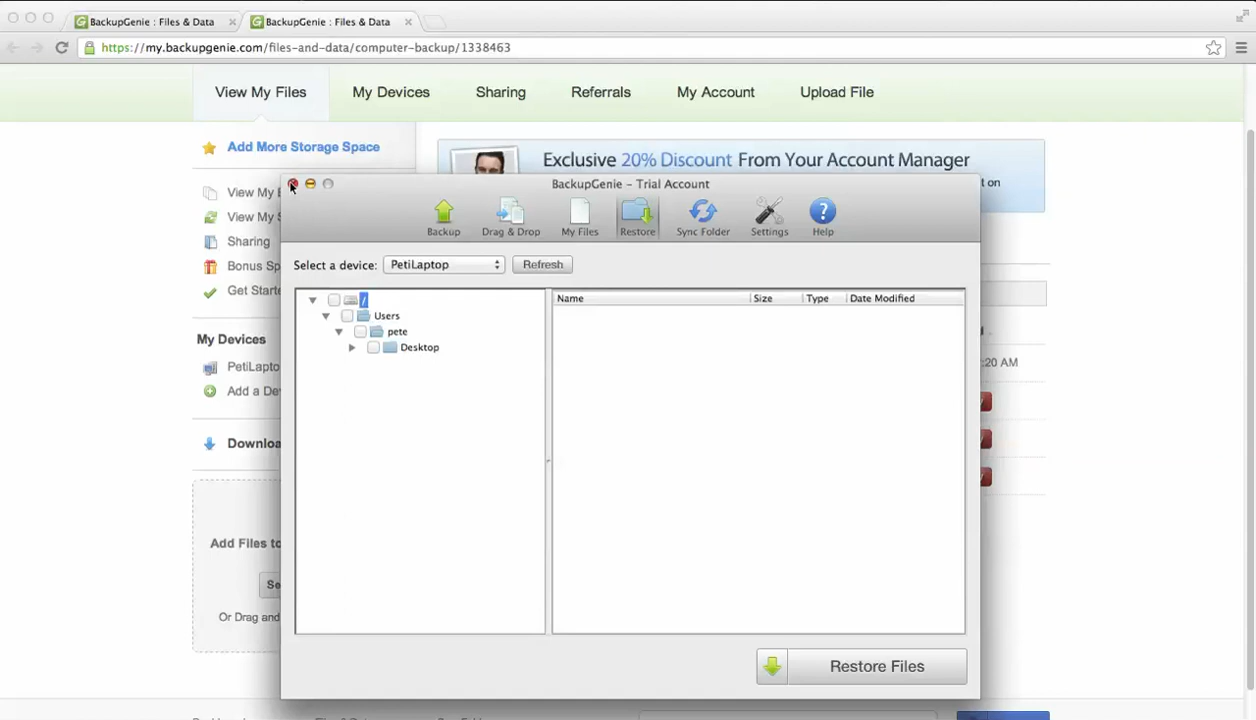 BackupGenie : Files & Data
BackupGenie : Files & Data
https://my.backupgenie.com/files-and-data/computer-backup/1338463
View My Files
My Devices
Sharing
Referrals
My Account
Upload File
Add More Storage Space
Exclusive 20% Discount From Your Account Manager
t on
View My
View My S
Sharing
Bonus Sp
Get Starte
My Devices
PetiLapto
Add a De
Downloa
Add Files to
Se
Or Drag and
BackupGenie – Trial Account
Backup
Drag & Drop
My Files
Restore
Sync Folder
Settings
Help
Select a device:
PetiLaptop
Refresh
/
Users
pete
Desktop
Name
Size
Type
Date Modified
:20 AM
Restore Files